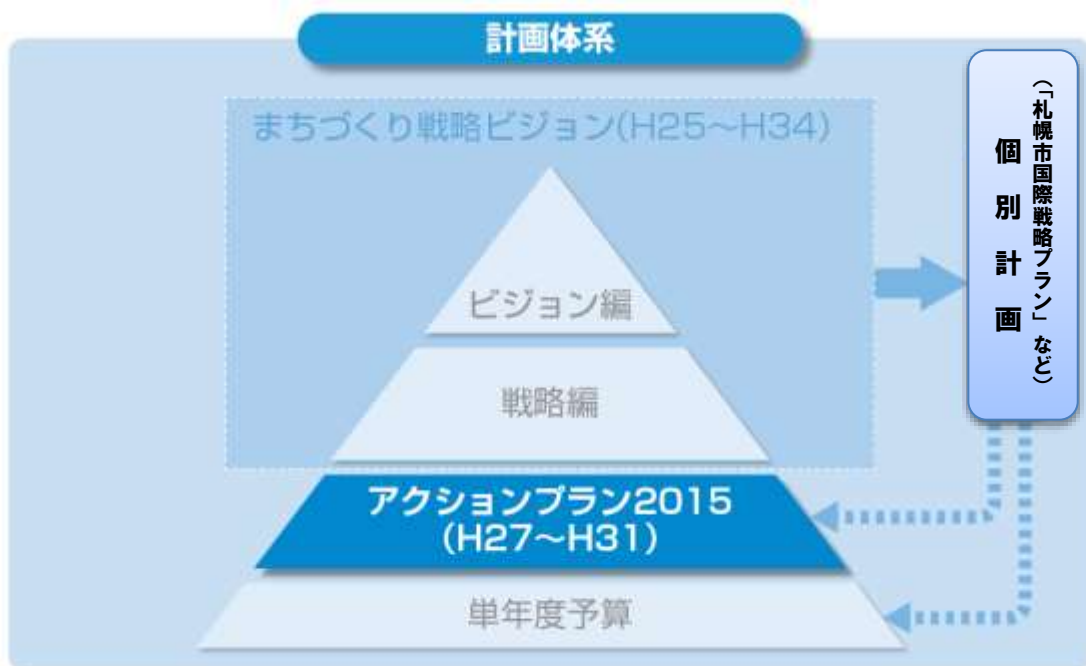 計画体系
まちづくり戦略ビジョン(H25～H34)
ビジョン編
戦略編
アクションプラン2015
(H27～H31)
単年度予算
個別計画
(「札幌市国際戦略プラン」など)